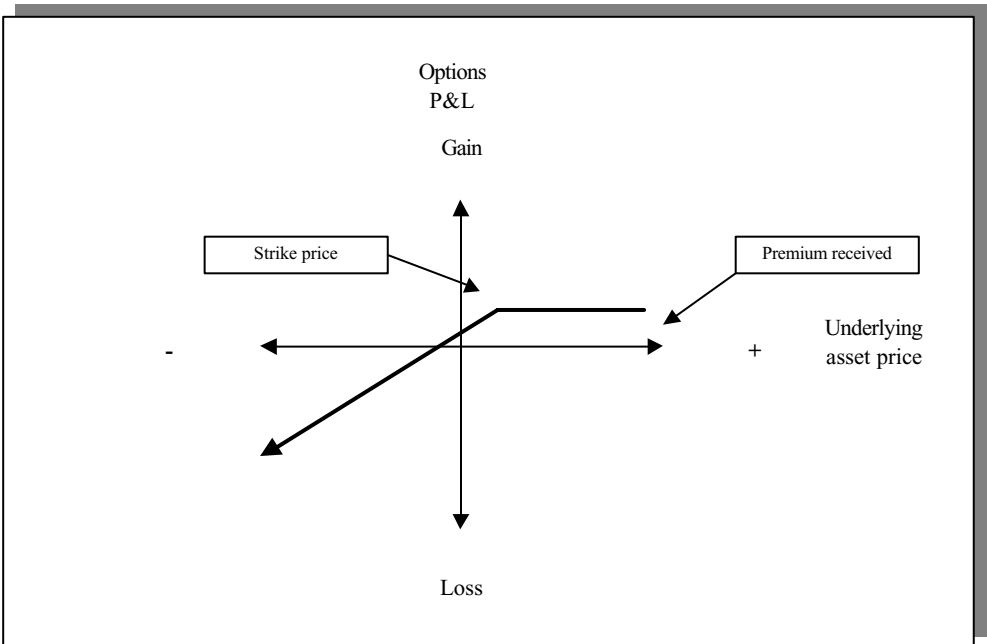 Options
P&L
Gain
Strike price
Premium received
Underlying
asset price
-
+
Loss